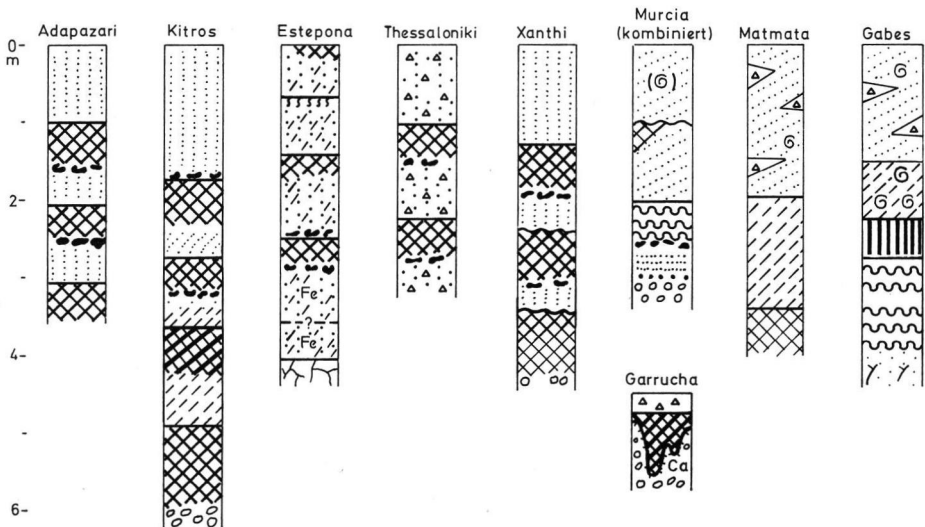 Adapazari
Kitros
Estepona
Thessaloniki
Xanthi
Murcia
(kombiniert)
Matmata
Gabes
0-
m
2-
4-
6-
Fe
?
Fe
Garrucha
Ca